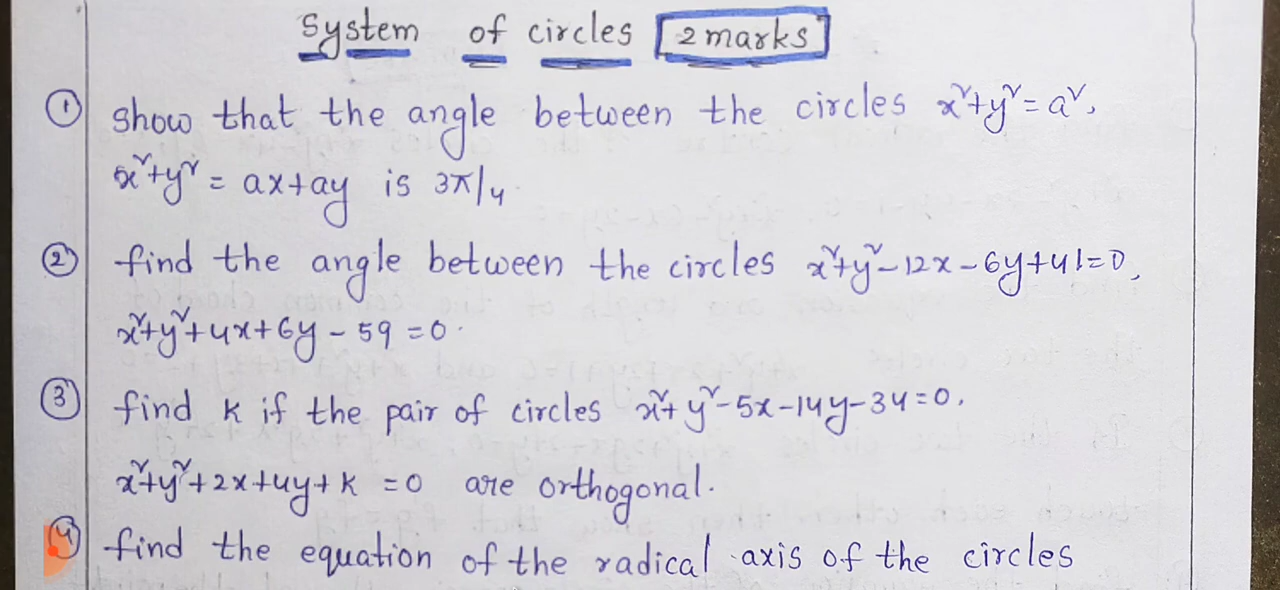 System of circles 2 marks
① show that the angle between the circles x²+y²=a²,
x²+y² = ax+ay is 3π/4.
② find the angle between the circles x²+y²-12x-6y+41=0,
x²+y²+4x+6y-59=0.
③ find K if the pair of circles x²+y²-5x-14y-34=0,
x²+y²+2x+4y+K=0 are orthogonal.
④ find the equation of the radical axis of the circles